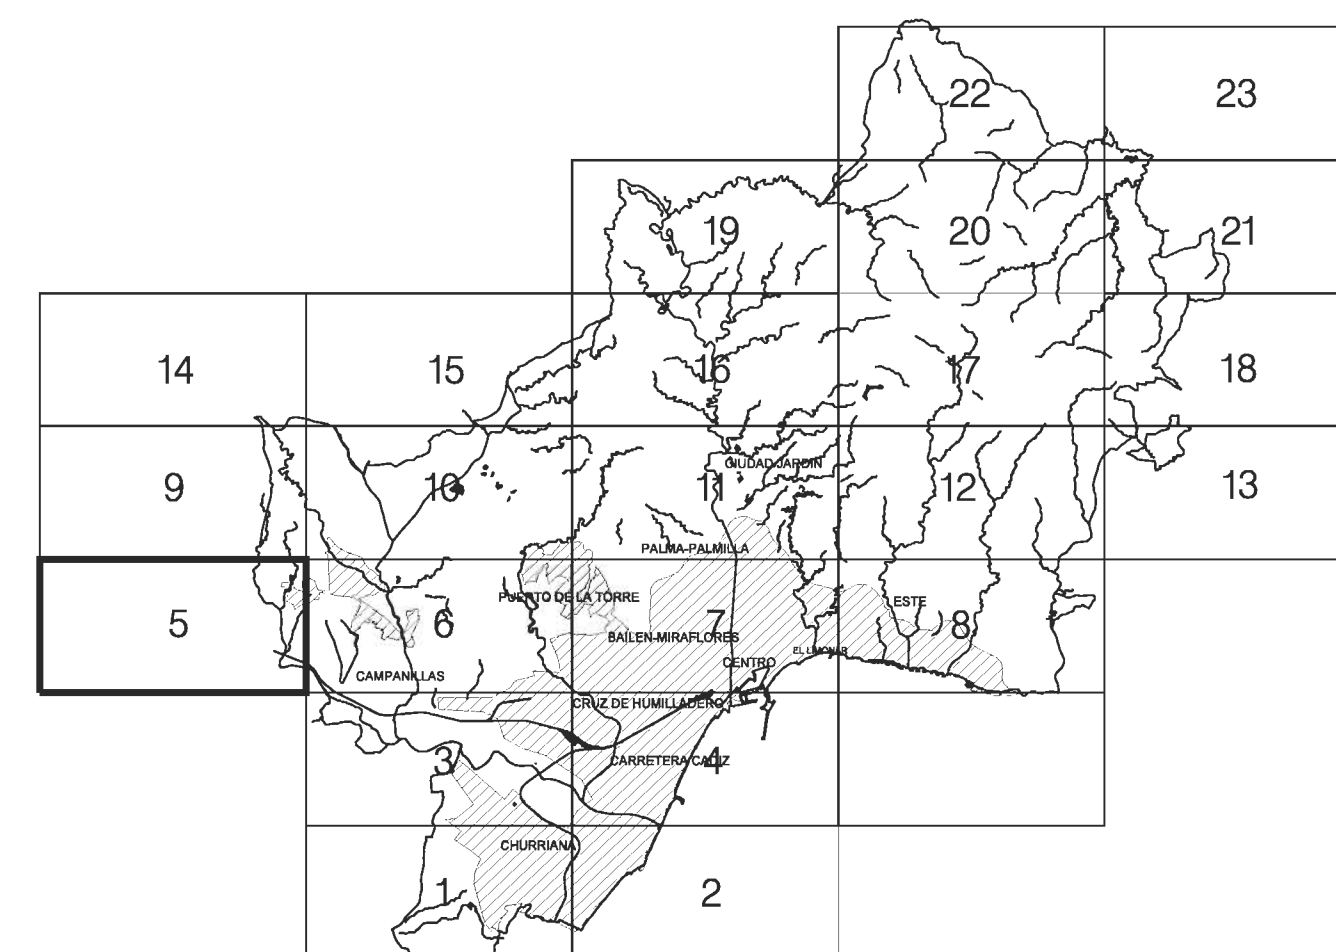 22
23
19
20
21
14
15
16
17
18
CIUDAD JARDIN
9
10
11
12
13
PALMA-PALMILLA
PUERTO DE LA TORRE
ESTE
5
6
7
8
BAILEN-MIRAFLORES
EL LIMONAR
CENTRO
CAMPANILLAS
CRUZ DE HUMILLADERO
3
CARRETERA CADIZ
4
CHURRIANA
1
2